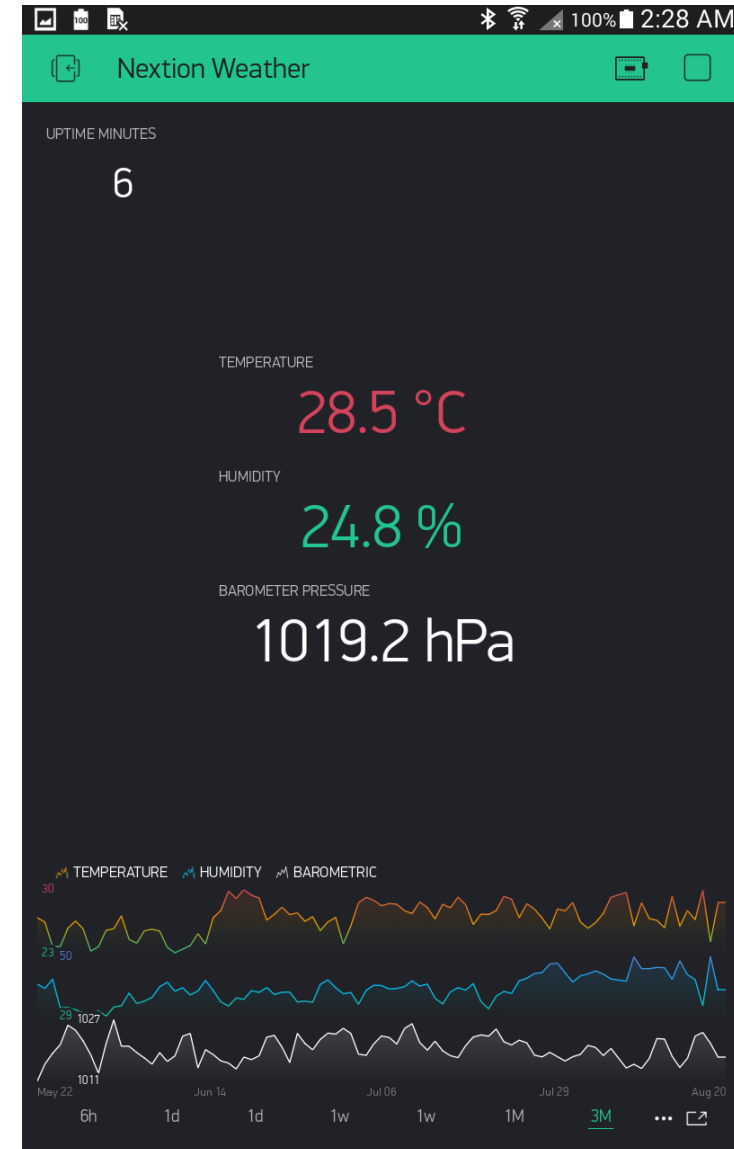 100 100% 2:28 AM
Nextion Weather
UPTIME MINUTES
6
TEMPERATURE
28.5 °C
HUMIDITY
24.8 %
BAROMETER PRESSURE
1019.2 hPa
TEMPERATURE HUMIDITY BAROMETRIC
30
23 50
29 1027
1011
May 22 Jun 14 Jul 06 Jul 29 Aug 20
6h 1d 1d 1w 1w 1M 3M •••